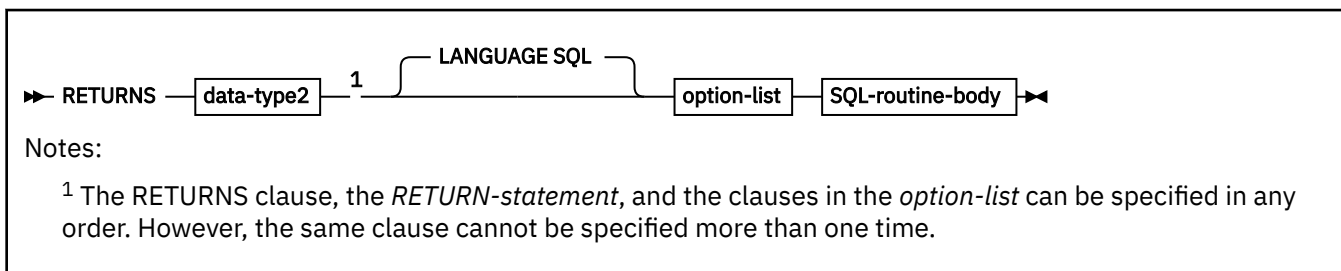 LANGUAGE SQL
RETURNS data-type2 1 option-list SQL-routine-body
Notes:
1 The RETURNS clause, the RETURN-statement, and the clauses in the option-list can be specified in any
order. However, the same clause cannot be specified more than one time.